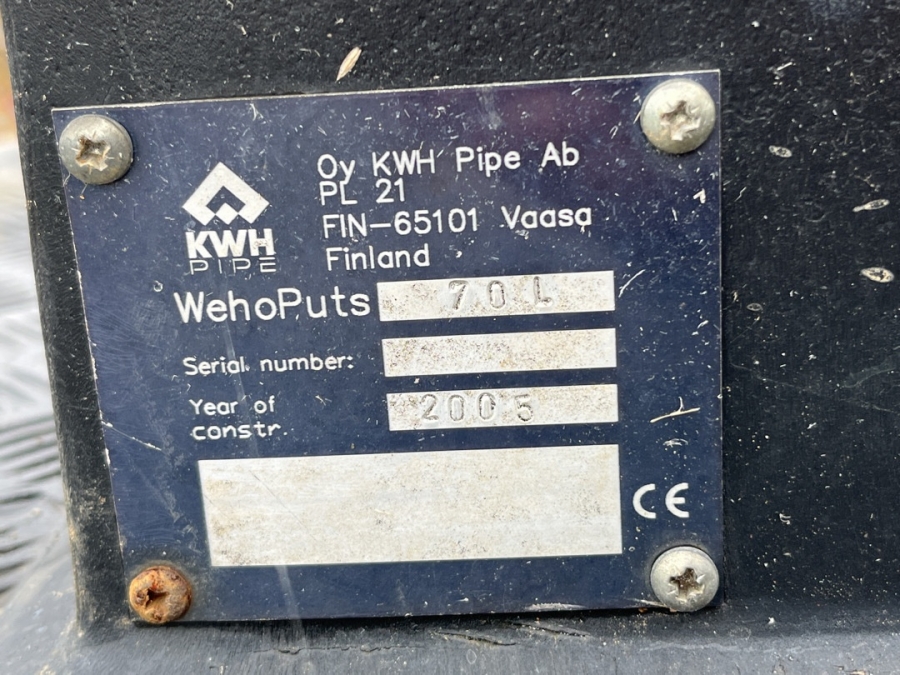 Oy KWH Pipe Ab
PL 21
FIN-65101 Vaasa
Finland
KWH
PIPE
WehoPuts 70L
Serial number:
Year of constr. 2005
CE